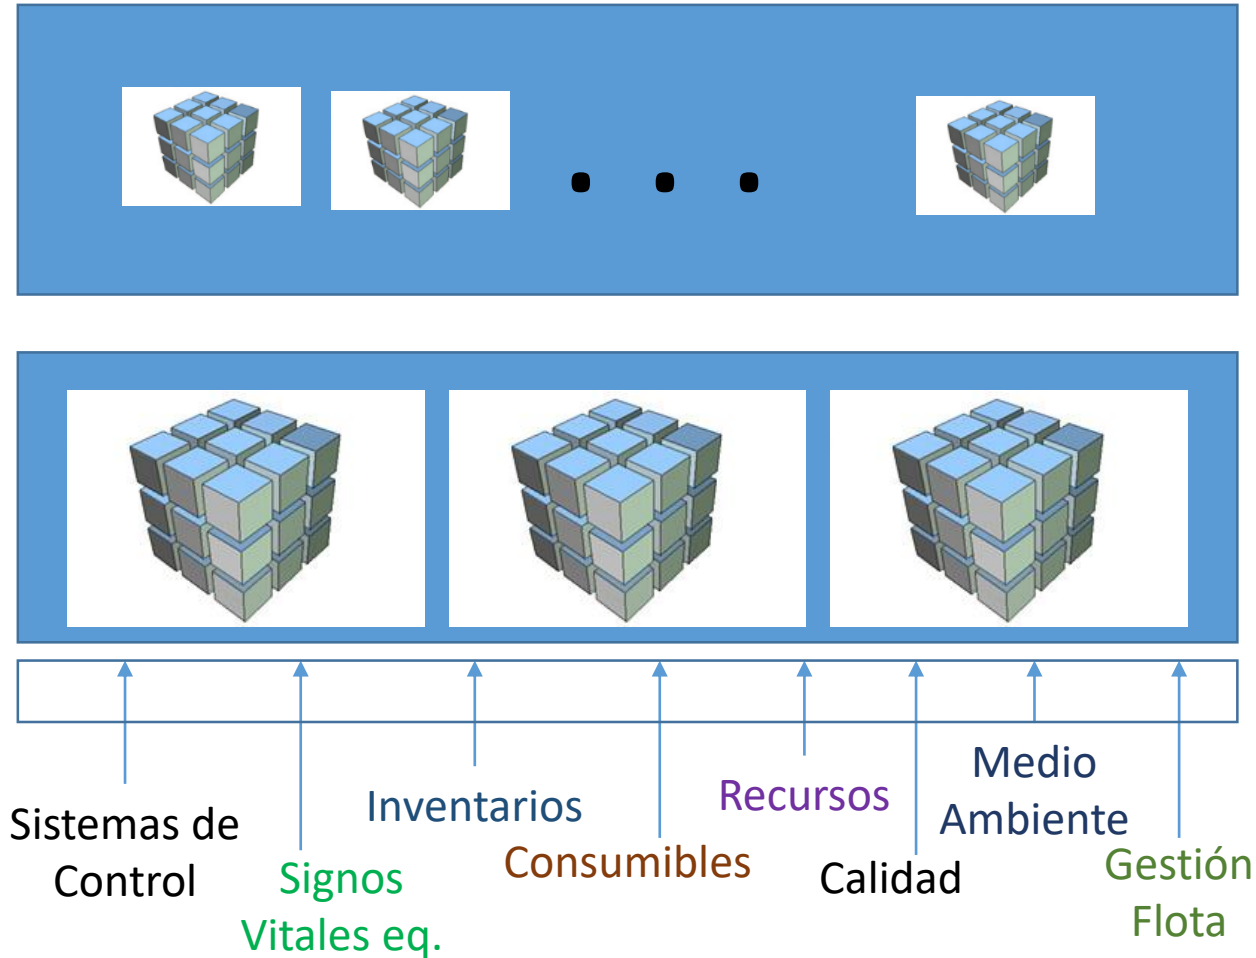 Sistemas de
Control
Signos
Vitales eq.
Inventarios
Consumibles
Recursos
Calidad
Medio
Ambiente
Gestión
Flota